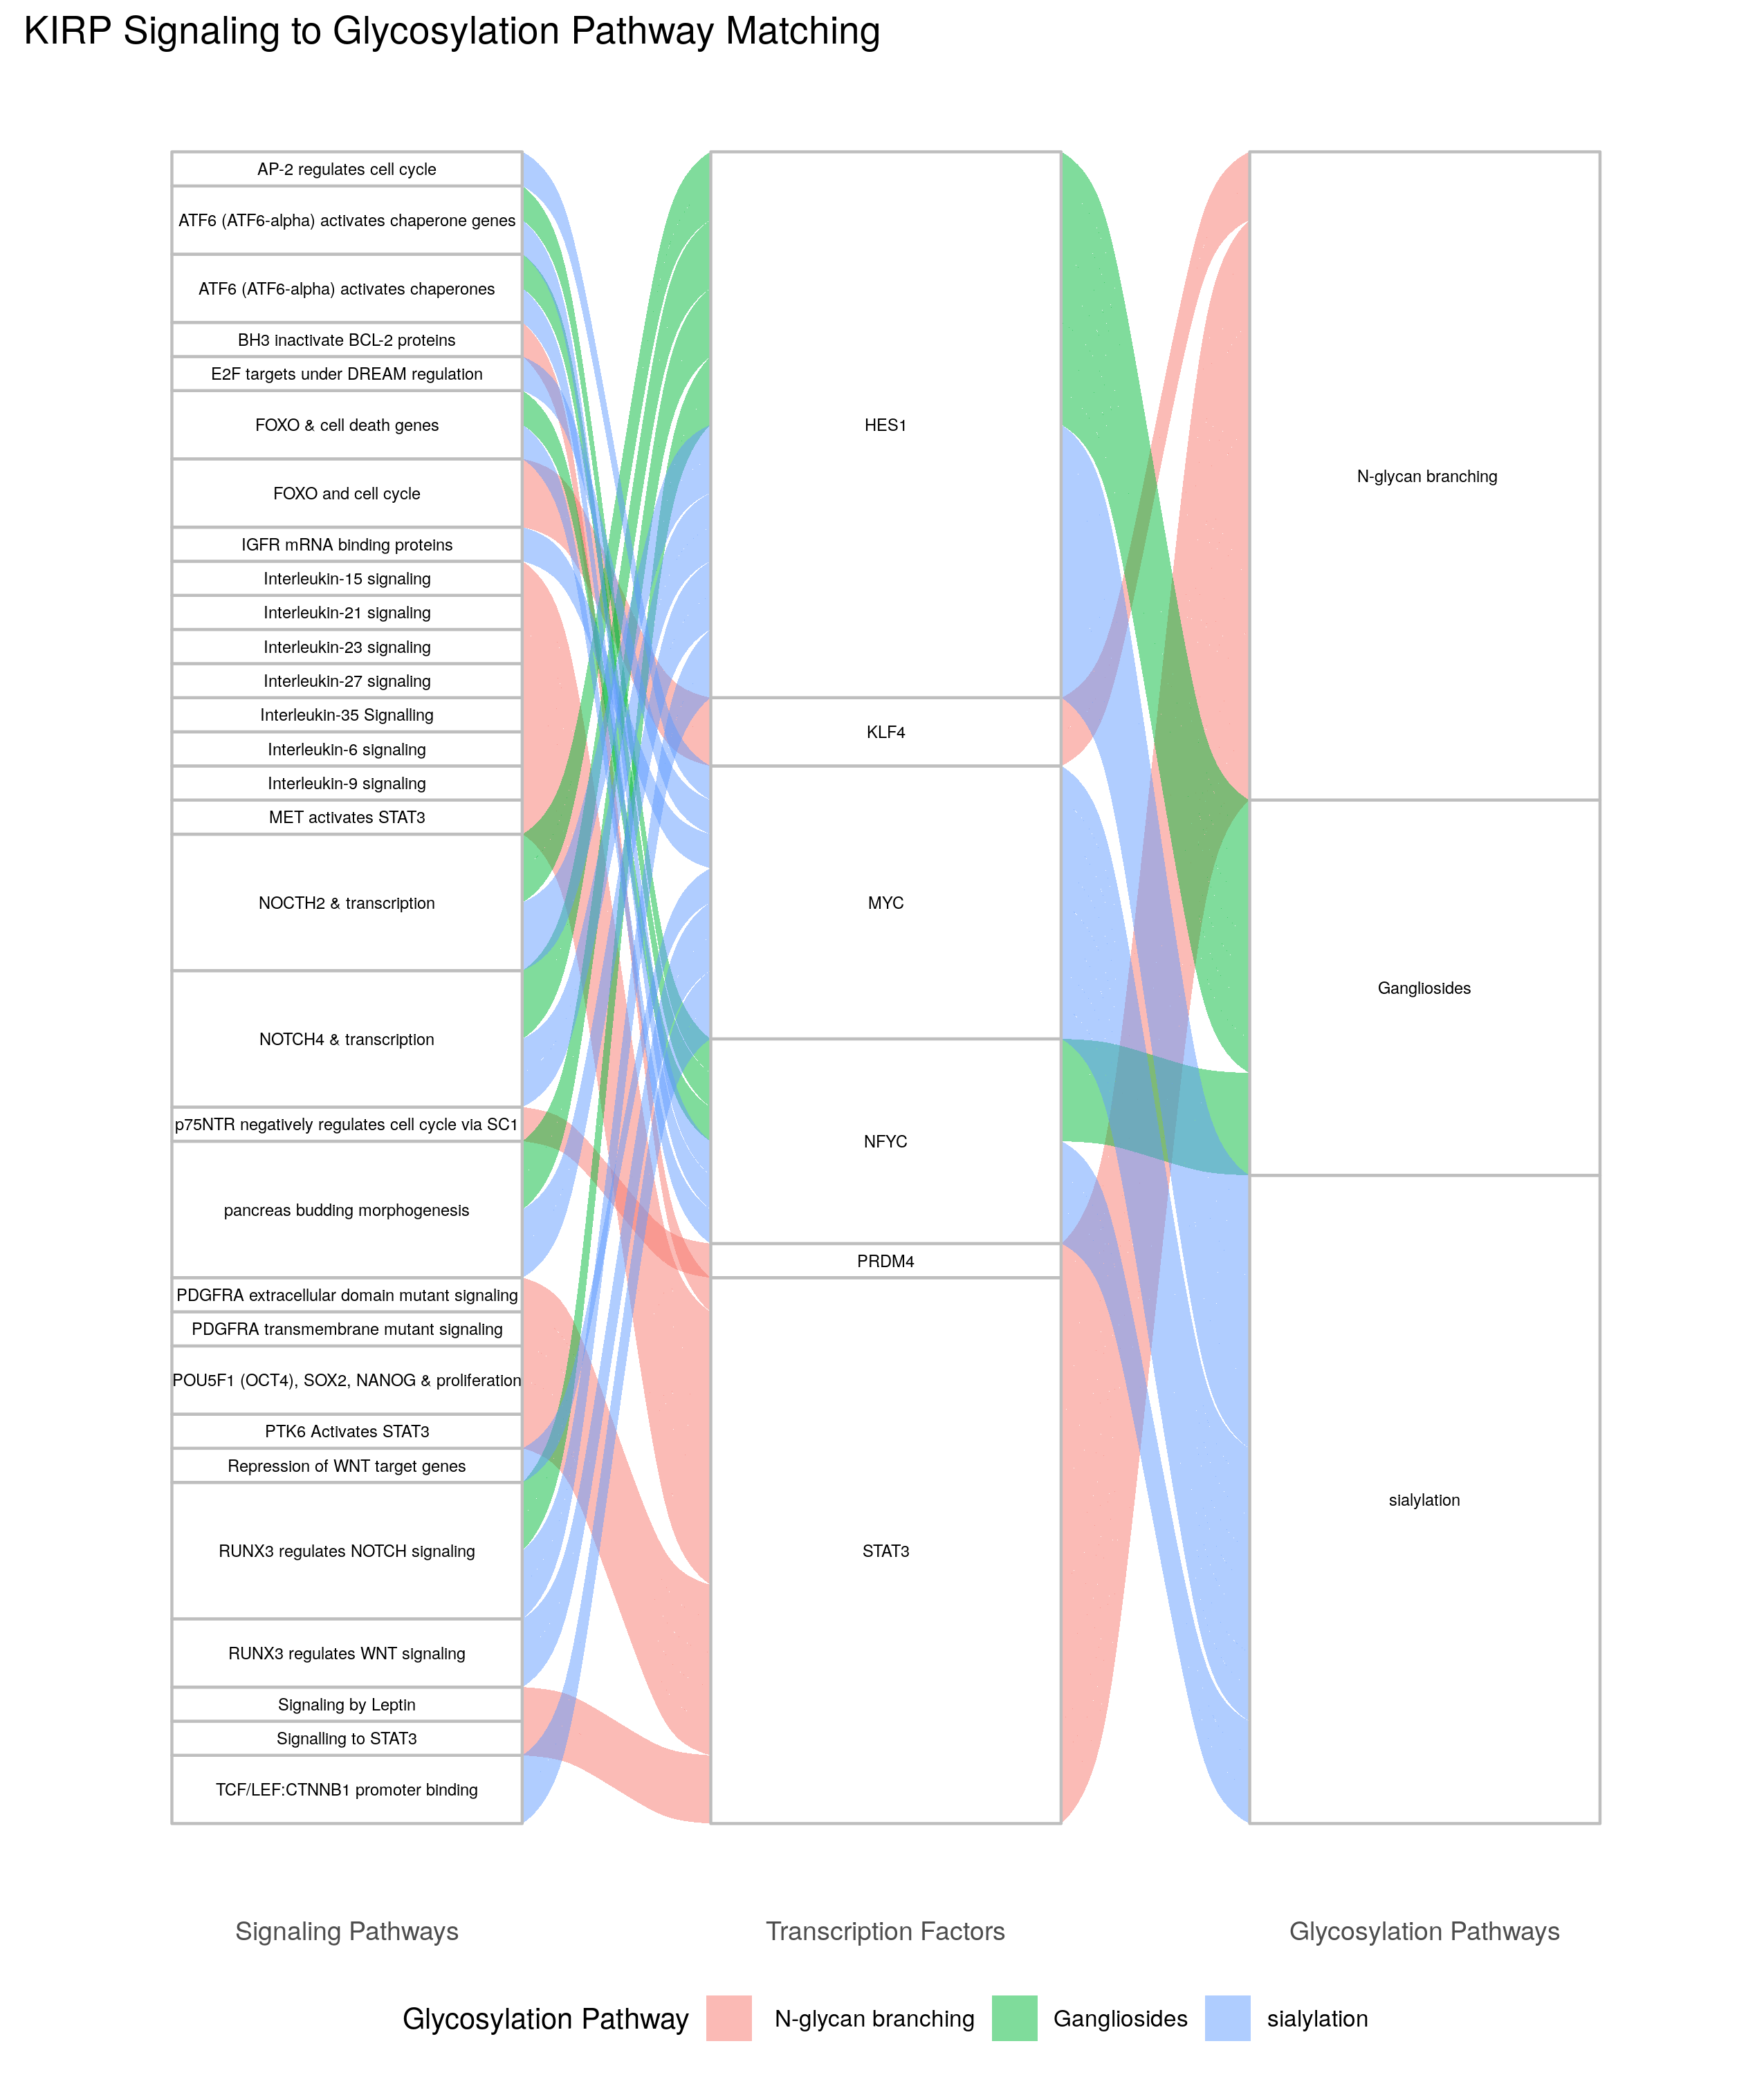 KIRP Signaling to Glycosylation Pathway Matching
AP-2 regulates cell cycle
ATF6 (ATF6-alpha) activates chaperone genes
ATF6 (ATF6-alpha) activates chaperones
BH3 inactivate BCL-2 proteins
E2F targets under DREAM regulation
FOXO & cell death genes
FOXO and cell cycle
IGFR mRNA binding proteins
Interleukin-15 signaling
Interleukin-21 signaling
Interleukin-23 signaling
Interleukin-27 signaling
Interleukin-35 Signalling
Interleukin-6 signaling
Interleukin-9 signaling
MET activates STAT3
NOCTH2 & transcription
NOTCH4 & transcription
p75NTR negatively regulates cell cycle via SC1
pancreas budding morphogenesis
PDGFRA extracellular domain mutant signaling
PDGFRA transmembrane mutant signaling
POU5F1 (OCT4), SOX2, NANOG & proliferation
PTK6 Activates STAT3
Repression of WNT target genes
RUNX3 regulates NOTCH signaling
RUNX3 regulates WNT signaling
Signaling by Leptin
Signalling to STAT3
TCF/LEF:CTNNB1 promoter binding
HES1
KLF4
MYC
NFYC
PRDM4
STAT3
N-glycan branching
Gangliosides
sialylation
Signaling Pathways
Transcription Factors
Glycosylation Pathways
Glycosylation Pathway
N-glycan branching
Gangliosides
sialylation